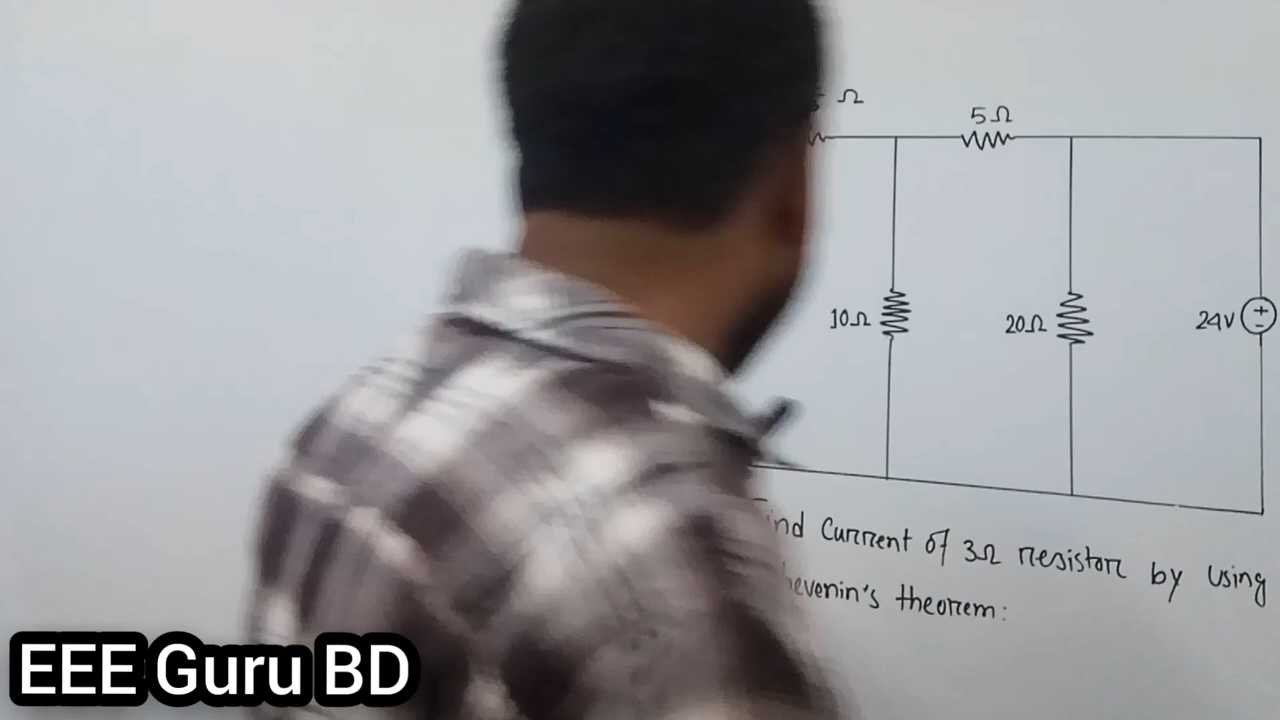 Ω
5Ω
10Ω
20Ω
24V
+
-
Current of 3Ω resistor by using
theorem:
EEE Guru BD